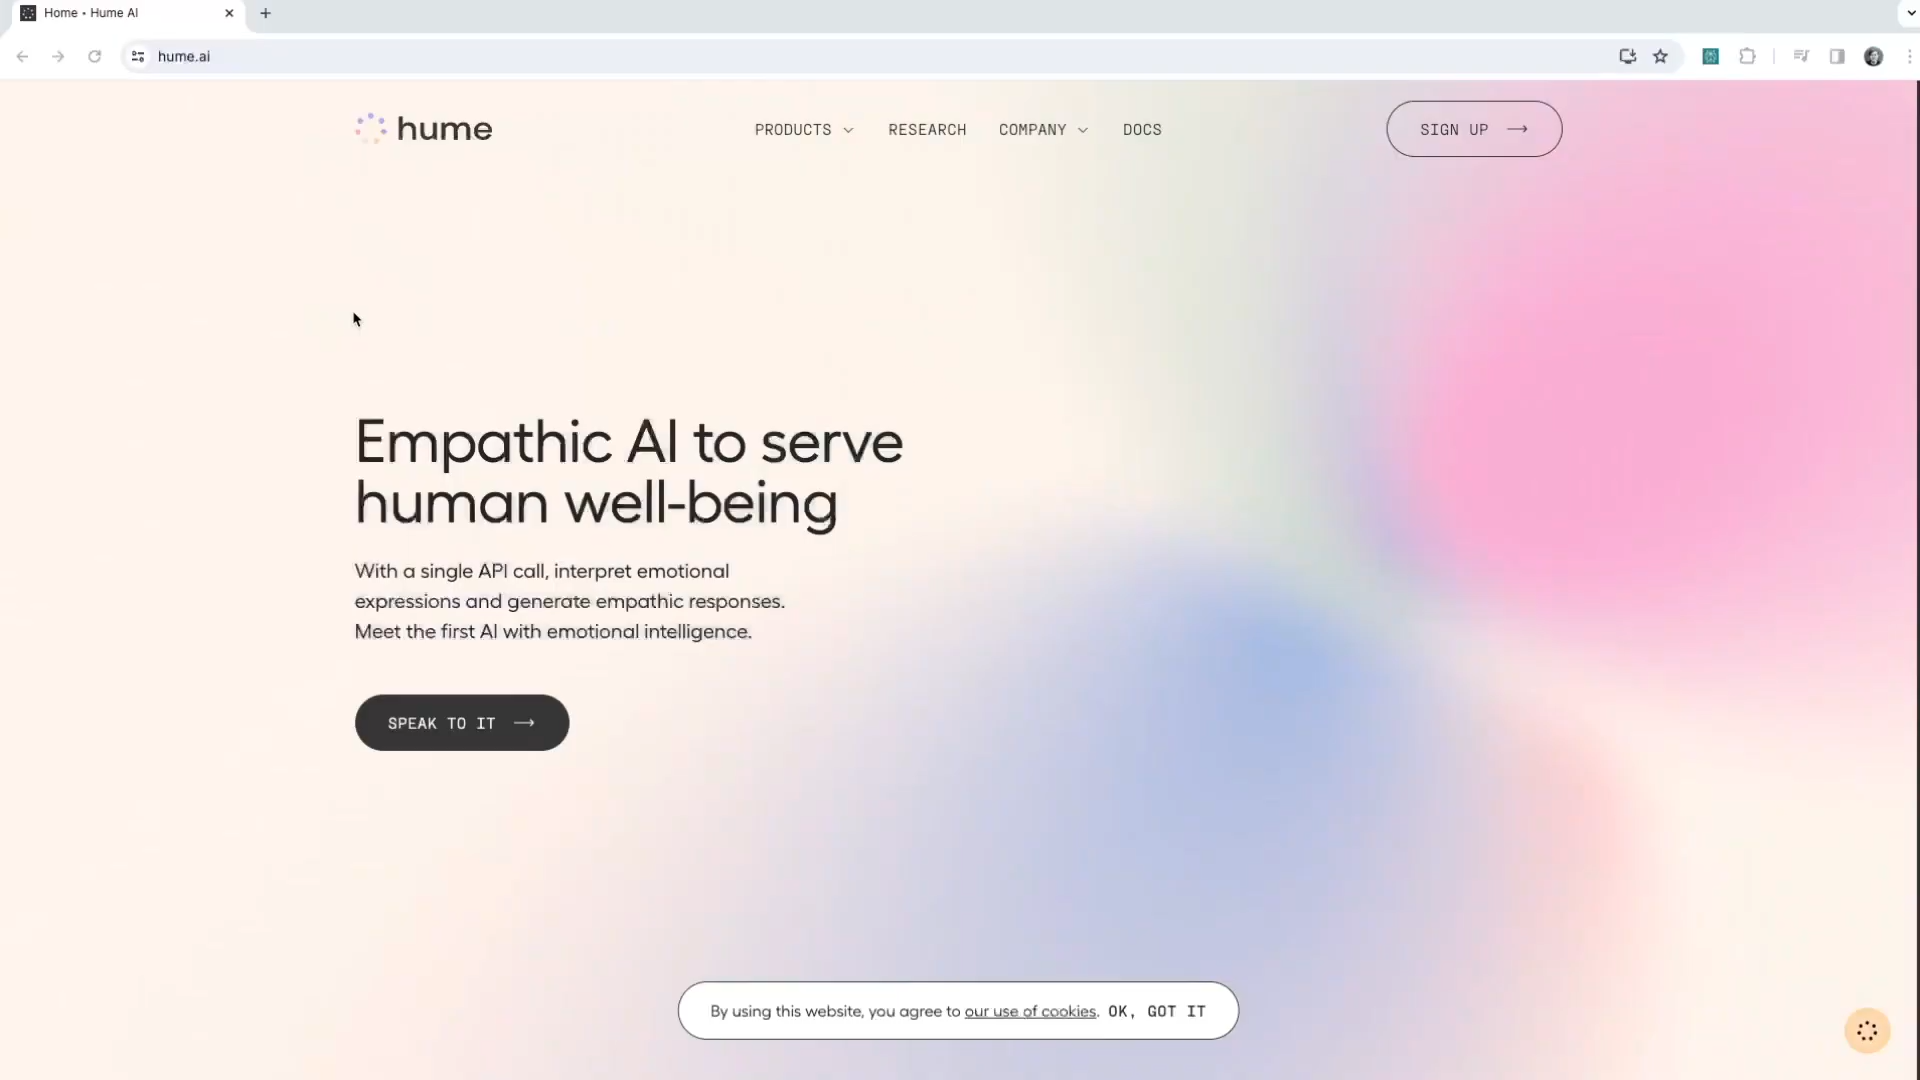 Home • Hume AI
hume.ai
hume
PRODUCTS
RESEARCH
COMPANY
DOCS
SIGN UP
Empathic AI to serve
human well-being
With a single API call, interpret emotional
expressions and generate empathic responses.
Meet the first AI with emotional intelligence.
SPEAK TO IT
By using this website, you agree to our use of cookies. OK, GOT IT